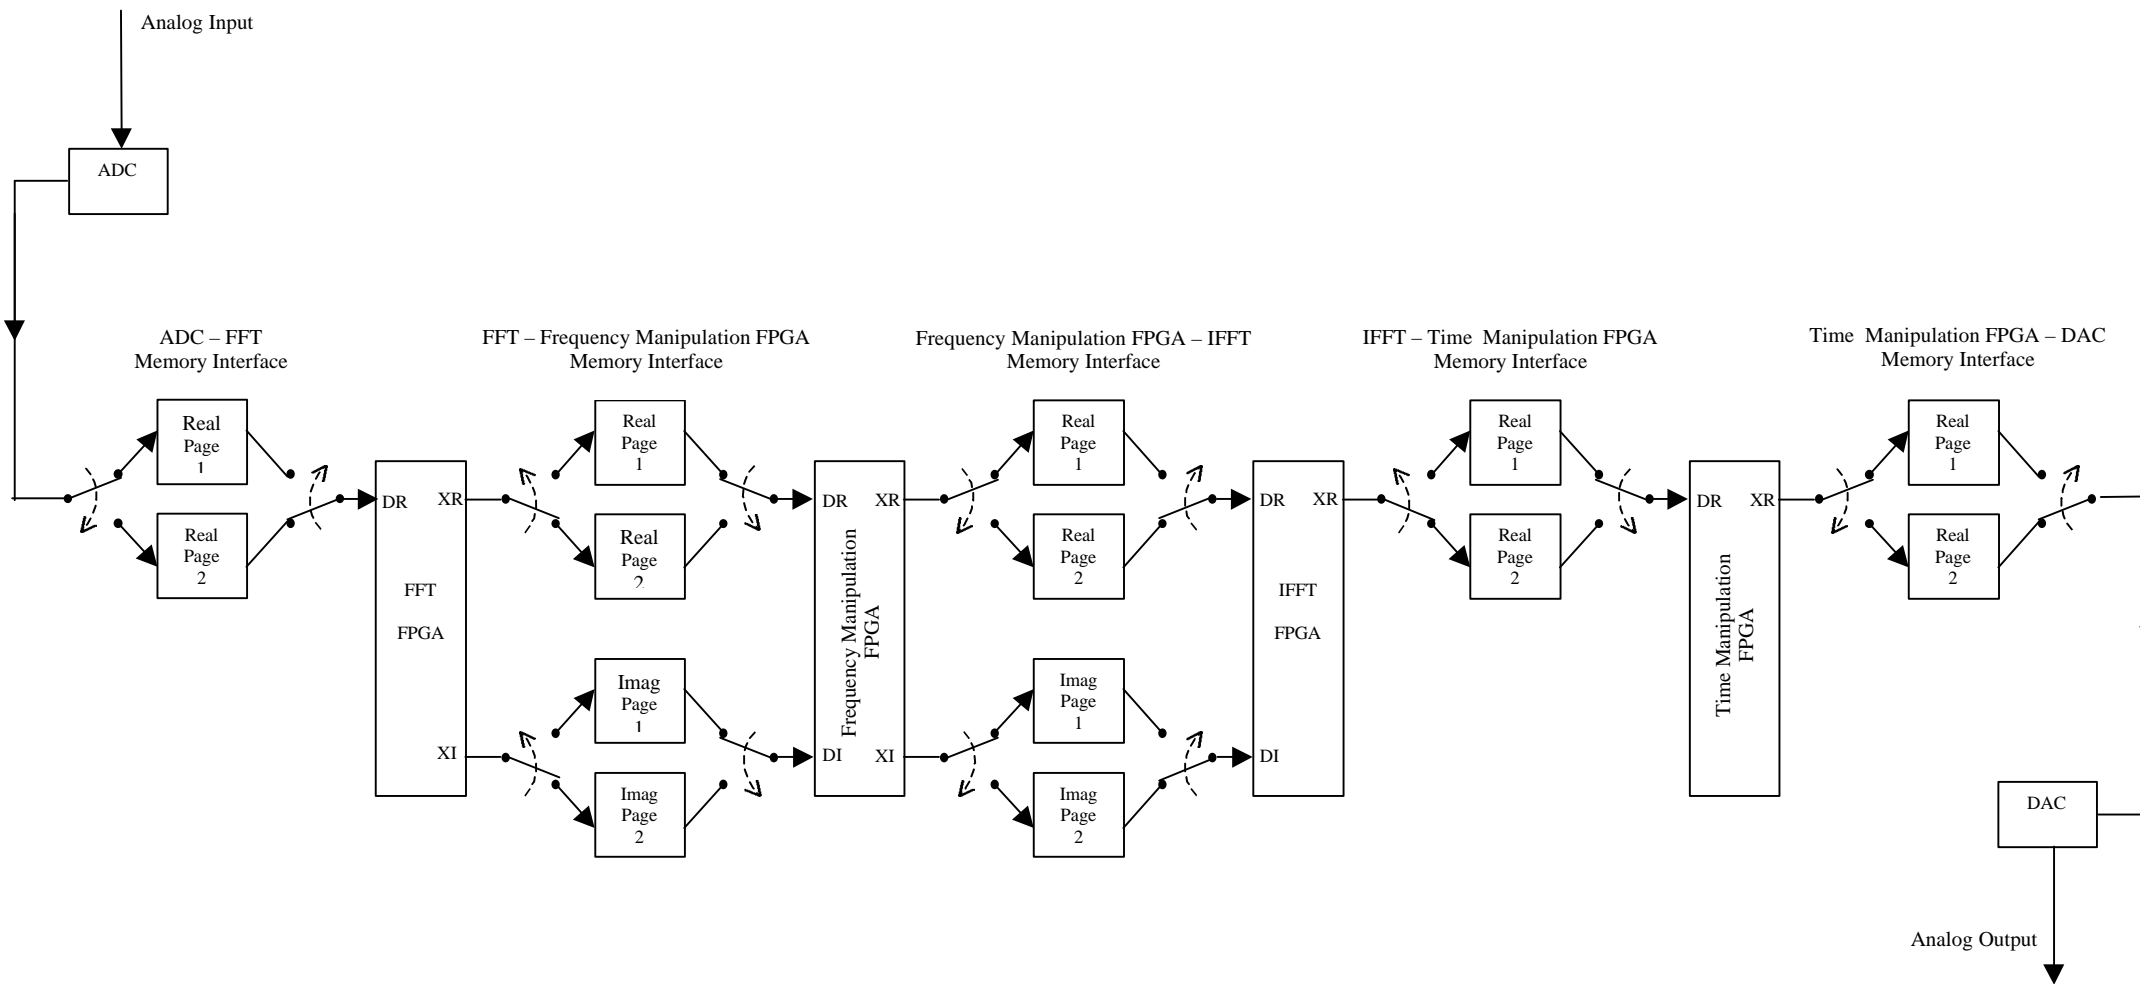 Analog Input
ADC
ADC – FFT
Memory Interface
FFT – Frequency Manipulation FPGA
Memory Interface
Frequency Manipulation FPGA – IFFT
Memory Interface
IFFT – Time Manipulation FPGA
Memory Interface
Time Manipulation FPGA – DAC
Memory Interface
Real
Page
1
Real
Page
2
DR
XR
FFT
FPGA
XI
Real
Page
1
Real
Page
2
Imag
Page
1
Imag
Page
2
DR
XR
Frequency Manipulation
FPGA
DI
XI
Real
Page
1
Real
Page
2
Imag
Page
1
Imag
Page
2
DR
XR
IFFT
FPGA
DI
Real
Page
1
Real
Page
2
DR
XR
Time Manipulation
FPGA
Real
Page
1
Real
Page
2
DAC
Analog Output